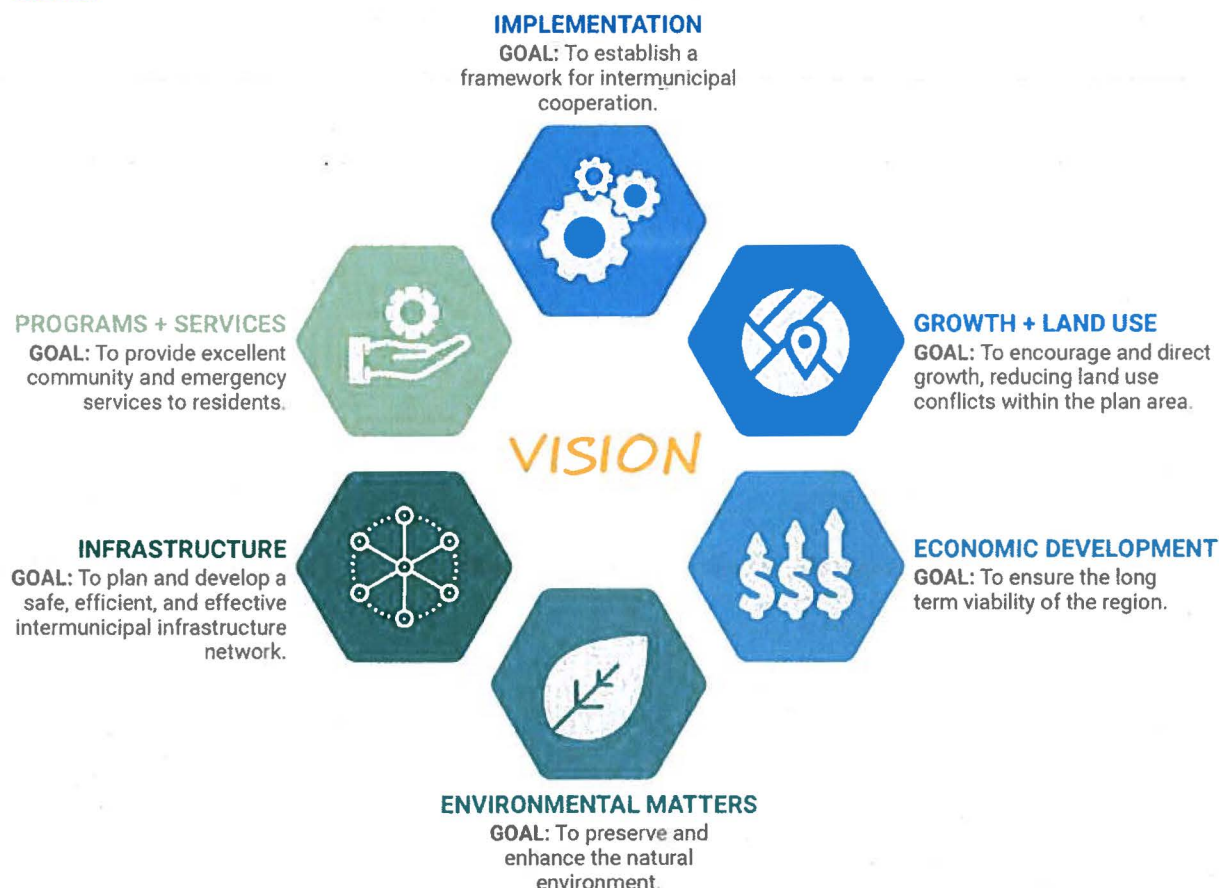 IMPLEMENTATION
GOAL: To establish a
framework for intermunicipal
cooperation.
GROWTH + LAND USE
GOAL: To encourage and direct
growth, reducing land use
conflicts within the plan area.
ECONOMIC DEVELOPMENT
GOAL: To ensure the long
term viability of the region.
ENVIRONMENTAL MATTERS
GOAL: To preserve and
enhance the natural
environment.
INFRASTRUCTURE
GOAL: To plan and develop a
safe, efficient, and effective
intermunicipal infrastructure
network.
PROGRAMS + SERVICES
GOAL: To provide excellent
community and emergency
services to residents.
VISION
$$$